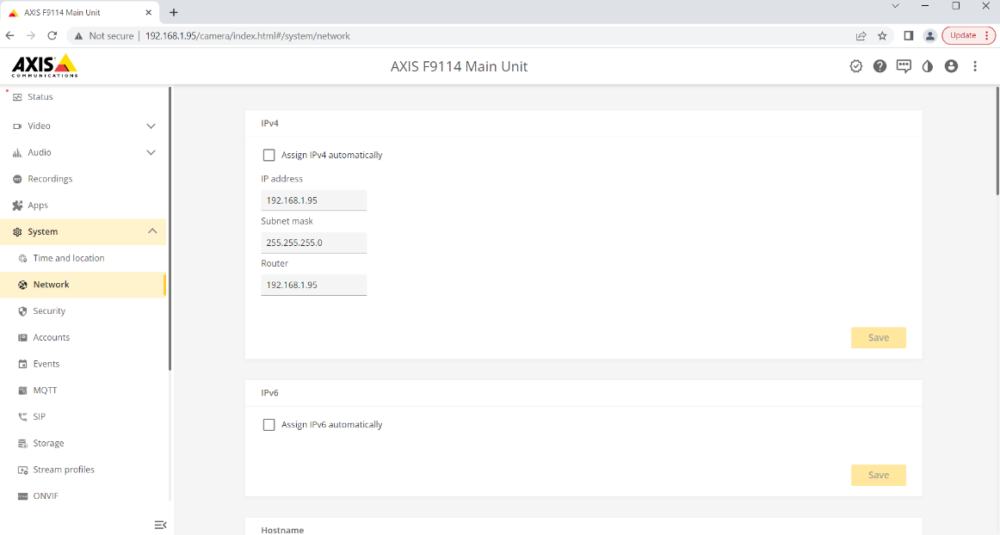 AXIS F9114 Main Unit
Not secure | 192.168.1.95/camera/index.html#/system/network
Update
AXIS
COMMUNICATIONS
AXIS F9114 Main Unit
Status
Video
Audio
Recordings
Apps
System
Time and location
Network
Security
Accounts
Events
MQTT
SIP
Storage
Stream profiles
ONVIF
IPv4
Assign IPv4 automatically
IP address
192.168.1.95
Subnet mask
255.255.255.0
Router
192.168.1.95
Save
IPv6
Assign IPv6 automatically
Save
Hostname